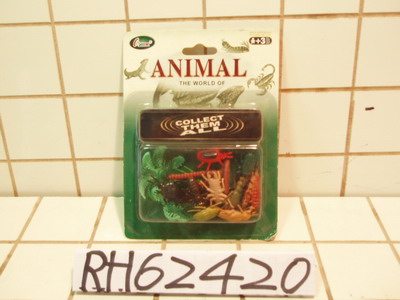 ANIMAL
THE WORLD OF
COLLECT
THEM
ALL
RH62420